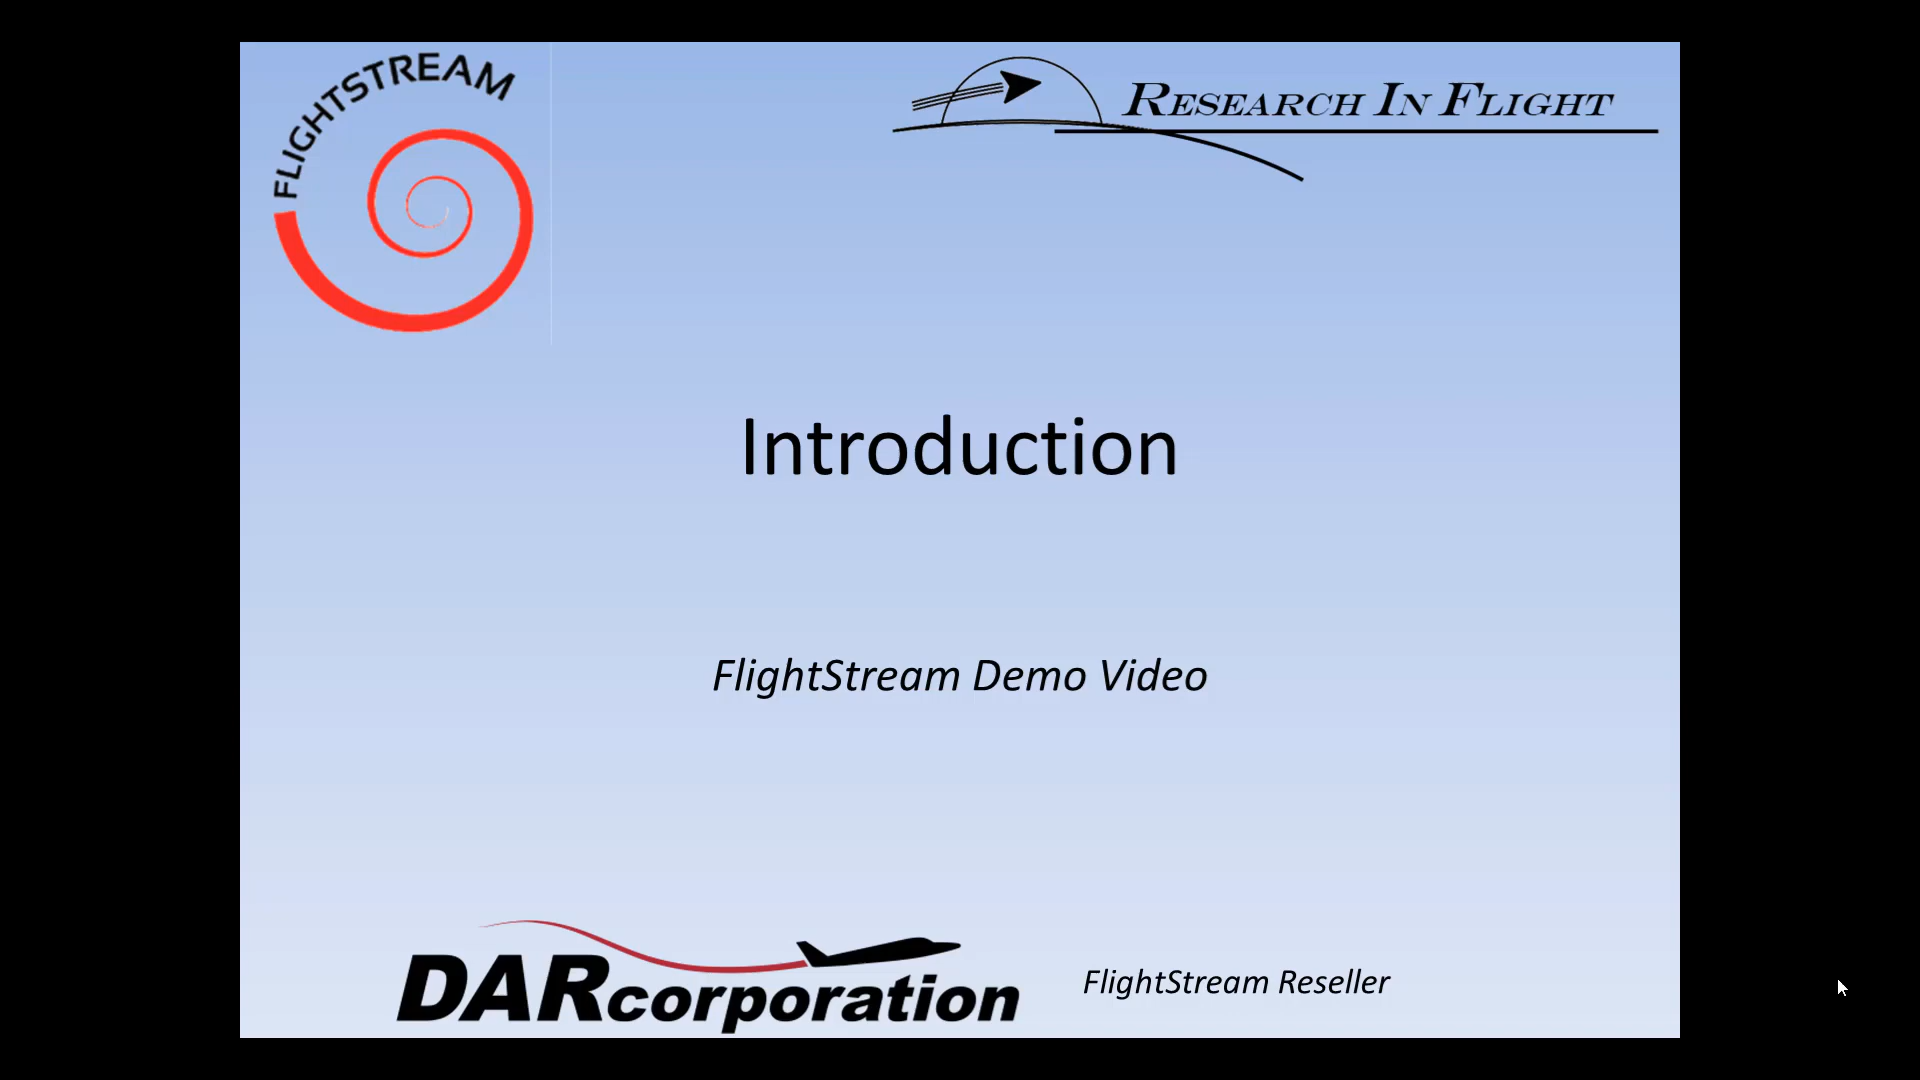 FLIGHTSTREAM
RESEARCH IN FLIGHT
Introduction
FlightStream Demo Video
DARcorporation
FlightStream Reseller